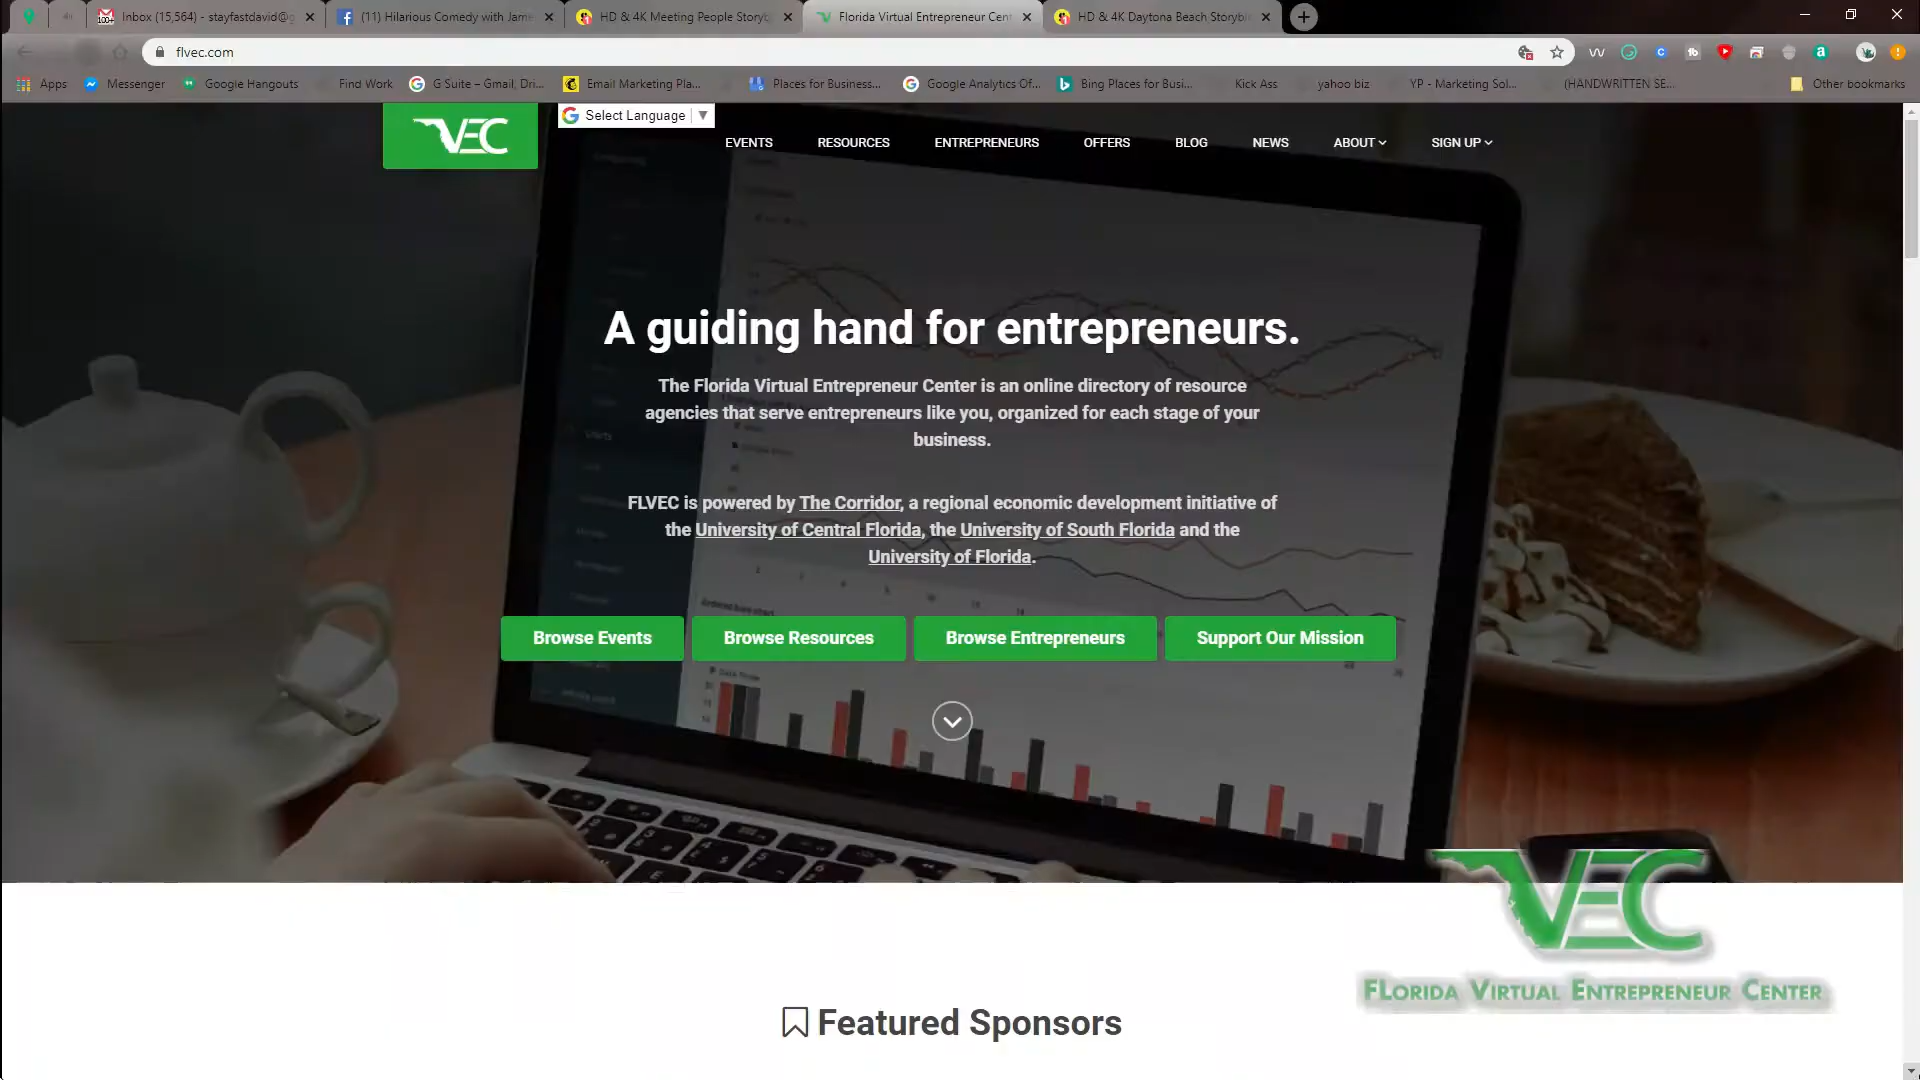 Inbox (15,564) - stayfastdavid@g
(11) Hilarious Comedy with Jame
HD & 4K Meeting People Storyb
Florida Virtual Entrepreneur Cent
HD & 4K Daytona Beach Storybl
flvec.com
Apps
Messenger
Google Hangouts
Find Work
G Suite – Gmail, Dri...
Email Marketing Pla...
Places for Business...
Google Analytics Of...
Bing Places for Busi...
Kick Ass
yahoo biz
YP - Marketing Sol...
(HANDWRITTEN SE...
Other bookmarks
VEC
Select Language
EVENTS
RESOURCES
ENTREPRENEURS
OFFERS
BLOG
NEWS
ABOUT
SIGN UP
A guiding hand for entrepreneurs.
The Florida Virtual Entrepreneur Center is an online directory of resource
agencies that serve entrepreneurs like you, organized for each stage of your
business.
FLVEC is powered by The Corridor, a regional economic development initiative of
the University of Central Florida, the University of South Florida and the
University of Florida.
Browse Events
Browse Resources
Browse Entrepreneurs
Support Our Mission
VEC
FLORIDA VIRTUAL ENTREPRENEUR CENTER
Featured Sponsors